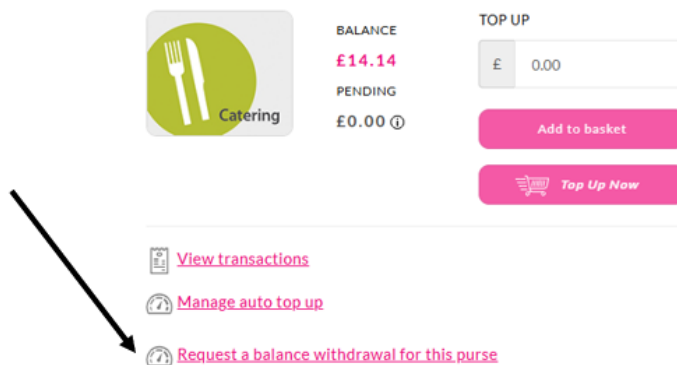 Catering
BALANCE
£14.14
PENDING
£0.00
TOP UP
£ 0.00
Add to basket
Top Up Now
View transactions
Manage auto top up
Request a balance withdrawal for this purse